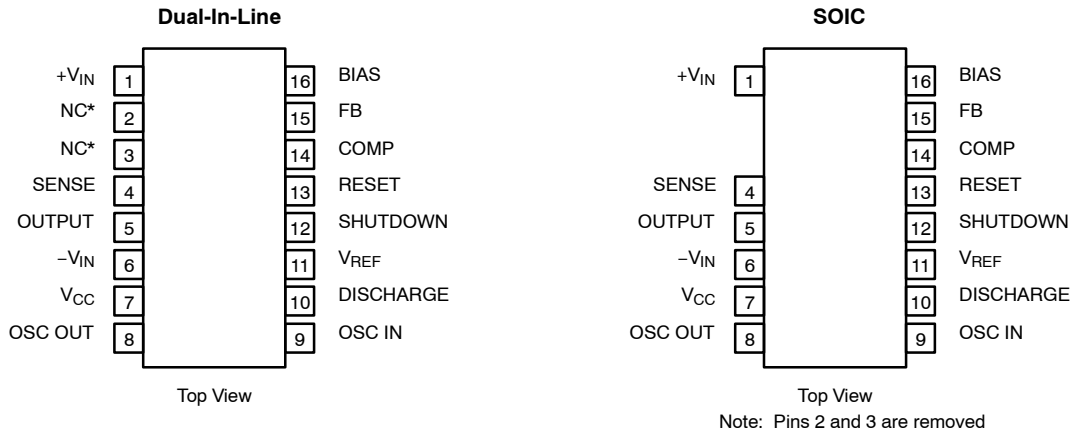 Dual-In-Line
+VIN 1 16 BIAS
NC* 2 15 FB
NC* 3 14 COMP
SENSE 4 13 RESET
OUTPUT 5 12 SHUTDOWN
−VIN 6 11 VREF
VCC 7 10 DISCHARGE
OSC OUT 8 9 OSC IN
Top View
SOIC
+VIN 1 16 BIAS
15 FB
14 COMP
SENSE 4 13 RESET
OUTPUT 5 12 SHUTDOWN
−VIN 6 11 VREF
VCC 7 10 DISCHARGE
OSC OUT 8 9 OSC IN
Top View
Note: Pins 2 and 3 are removed